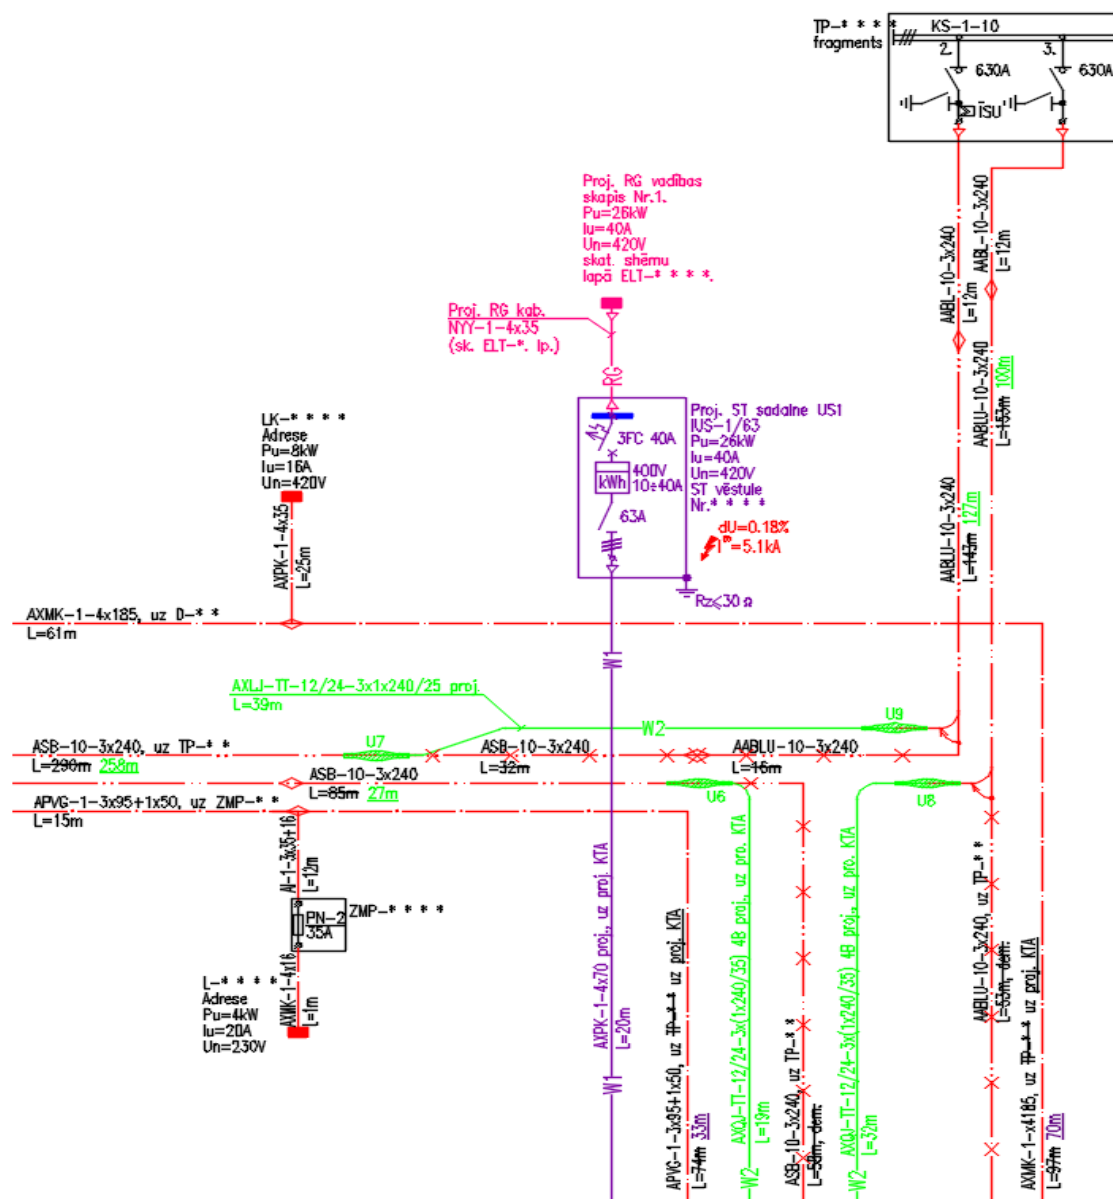 TP-* * * *
fragments
KS-1-10
2.
3.
630A
630A
ĪSU
Proj. RG vadības
skapis Nr.1.
Pu=26kW
Iu=40A
Un=420V
skat. shēmu
lapā ELT-* * * *.
Proj. RG kab.
NYY-1-4x35
(sk. ELT-*. lp.)
RG
AABL-10-3x240
L=12m
AABL-10-3x240
L=12m
AABLU-10-3x240
L=153m 100m
AABLU-10-3x240
L=143m 127m
LK-* * * *
Adrese
Pu=8kW
Iu=16A
Un=420V
AXPK-1-4x35
L=25m
3FC 40A
kWh
400V
10÷40A
63A
Proj. ST sadalne US1
IUS-1/63
Pu=26kW
Iu=40A
Un=420V
ST vēstule
Nr.* * * *
dU=0.18%
I"=5.1kA
Rz≤30 Ω
AXMK-1-4x185, uz D-* *
L=61m
W1
AXLJ-TT-12/24-3x1x240/25 proj.
L=39m
W2
U9
U7
ASB-10-3x240, uz TP-* *
L=290m 258m
ASB-10-3x240
L=32m
AABLU-10-3x240
L=16m
ASB-10-3x240
L=85m 27m
U6
U8
APVG-1-3x95+1x50, uz ZMP-* *
L=15m
AI-1-3x35+16
L=12m
PN-2
35A
ZMP-* * * *
AXMK-1-4x16
L=1m
L-* * * *
Adrese
Pu=4kW
Iu=20A
Un=230V
AXPK-1-4x70 proj., uz proj. KTA
L=20m
W1
APVG-1-3x95+1x50, uz TP-* * uz proj. KTA
L=74m 33m
AXQJ-TT-12/24-3x(1x240/35) 4B proj., uz pro. KTA
L=19m
W2
ASB-10-3x240, uz TP-* *
L=58m, dem.
AXQJ-TT-12/24-3x(1x240/35) 4B proj., uz pro. KTA
L=32m
W2
AABLU-10-3x240, uz TP-* *
L=53m, dem.
AXMK-1-x4185, uz TP-* * uz proj. KTA
L=97m 70m